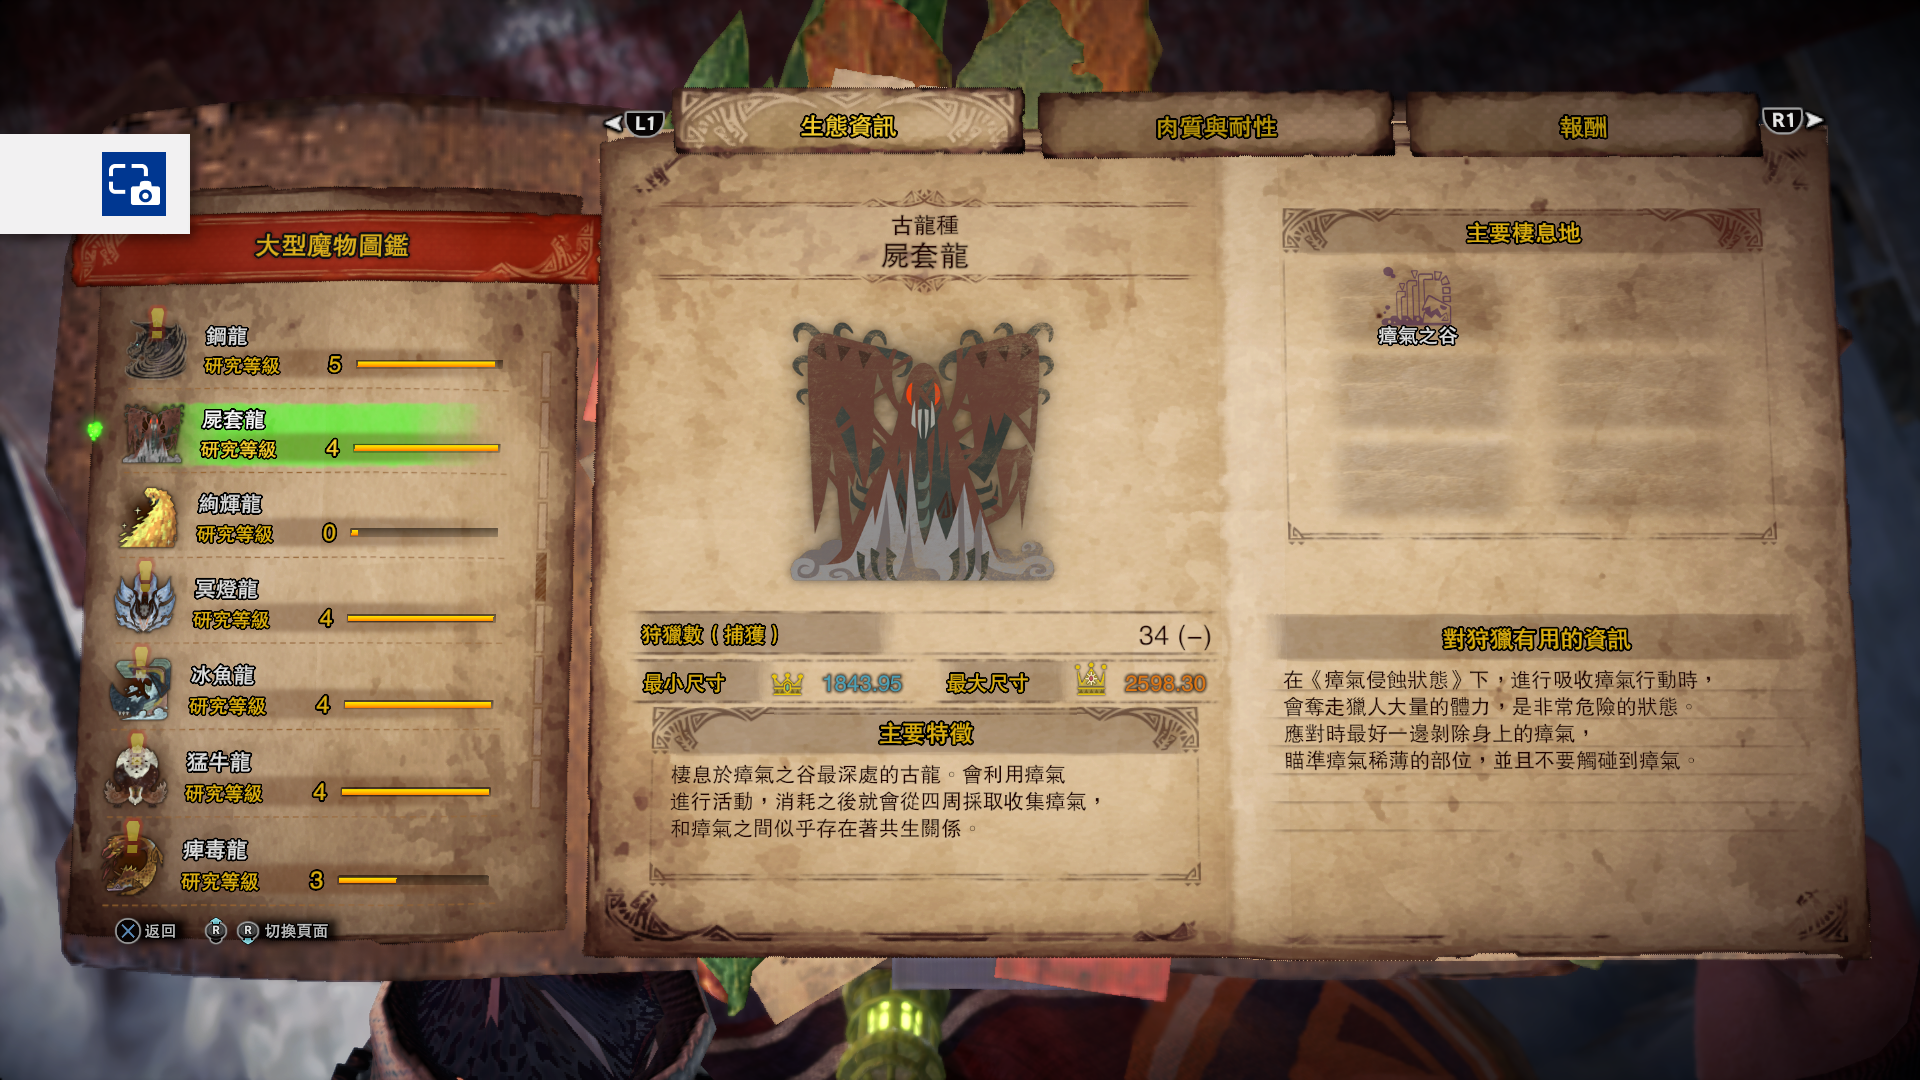 L1
生態資訊
肉質與耐性
報酬
R1
大型魔物圖鑑
鋼龍
研究等級 5
屍套龍
研究等級 4
絢輝龍
研究等級 0
冥燈龍
研究等級 4
冰魚龍
研究等級 4
猛牛龍
研究等級 4
痺毒龍
研究等級 3
返回 R R 切換頁面
古龍種
屍套龍
狩獵數(捕獲) 34 (–)
最小尺寸 1843.95 最大尺寸 2598.30
主要特徵
棲息於瘴氣之谷最深處的古龍。會利用瘴氣
進行活動，消耗之後就會從四周採取收集瘴氣，
和瘴氣之間似乎存在著共生關係。
主要棲息地
瘴氣之谷
對狩獵有用的資訊
在《瘴氣侵蝕狀態》下，進行吸收瘴氣行動時，
會奪走獵人大量的體力，是非常危險的狀態。
應對時最好一邊剝除身上的瘴氣，
瞄準瘴氣稀薄的部位，並且不要觸碰到瘴氣。